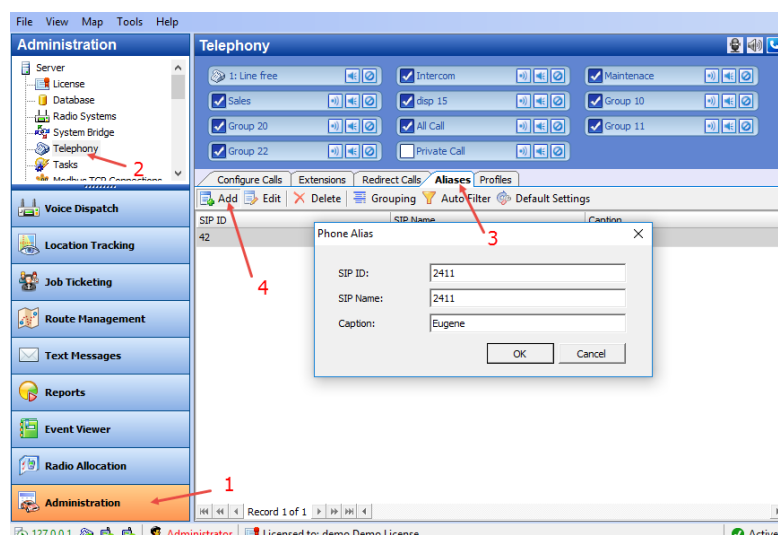 File View Map Tools Help
Administration
Server
License
Database
Radio Systems
System Bridge
Telephony
Tasks
Modbus TCP Connections
2
Voice Dispatch
Location Tracking
Job Ticketing
Route Management
Text Messages
Reports
Event Viewer
Radio Allocation
Administration
1
Telephony
1: Line free
Intercom
Maintenace
Sales
disp 15
Group 10
Group 20
All Call
Group 11
Group 22
Private Call
Configure Calls Extensions Redirect Calls Aliases Profiles
Add Edit Delete Grouping Auto Filter Default Settings
SIP ID SIP Name Caption
42
3
4
Phone Alias
SIP ID: 2411
SIP Name: 2411
Caption: Eugene
OK Cancel
Record 1 of 1
127.0.0.1 Administrator Licensed to: demo Demo License Active